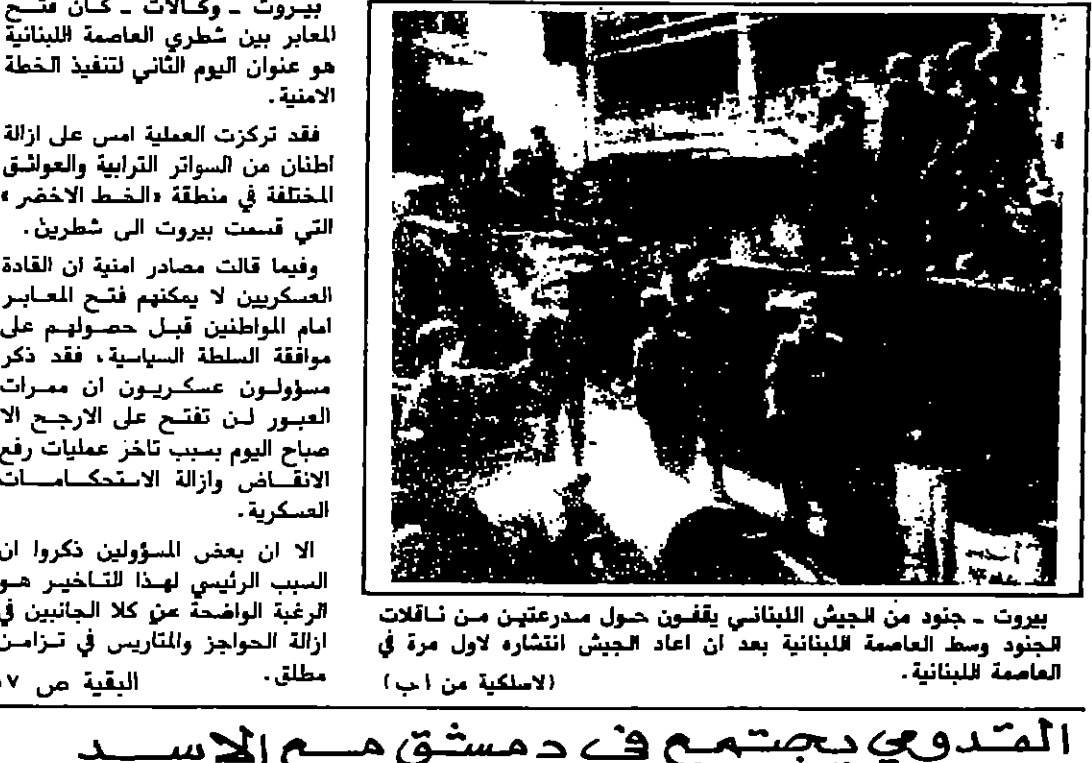 بيروت ـ وكالات ـ كان فتح
المعابر بين شطري العاصمة اللبنانية
هو عنوان اليوم الثاني لتنفيذ الخطة
الامنية.
فقد تركزت العملية امس على ازالة
اطنان من السواتر الترابية والعوائق
المختلفة في منطقة «الخط الاخضر»
التي قسمت بيروت الى شطرين.
وفيما قالت مصادر امنية ان القادة
العسكريين لا يمكنهم فتح المعابر
امام المواطنين قبل حصولهم على
موافقة السلطة السياسية، فقد ذكر
مسؤولون عسكريون ان ممرات
العبور لن تفتح على الارجح الا
صباح اليوم بسبب تاخر عمليات رفع
الانقاض وازالة الاستحكامات
العسكرية.
الا ان بعض المسؤولين ذكروا ان
السبب الرئيسي لهذا التاخير هو
الرغبة الواضحة من كلا الجانبين في
ازالة الحواجز والمتاريس في تزامن
مطلق.
البقية ص ٧
بيروت ـ جنود من الجيش اللبناني يقفون حول مدرعتين من ناقلات
الجنود وسط العاصمة اللبنانية بعد ان اعاد الجيش انتشاره لاول مرة في
العاصمة اللبنانية.
(لاسلكية من ا ب)
القدومي يجتمع في دمشق مع الاسد